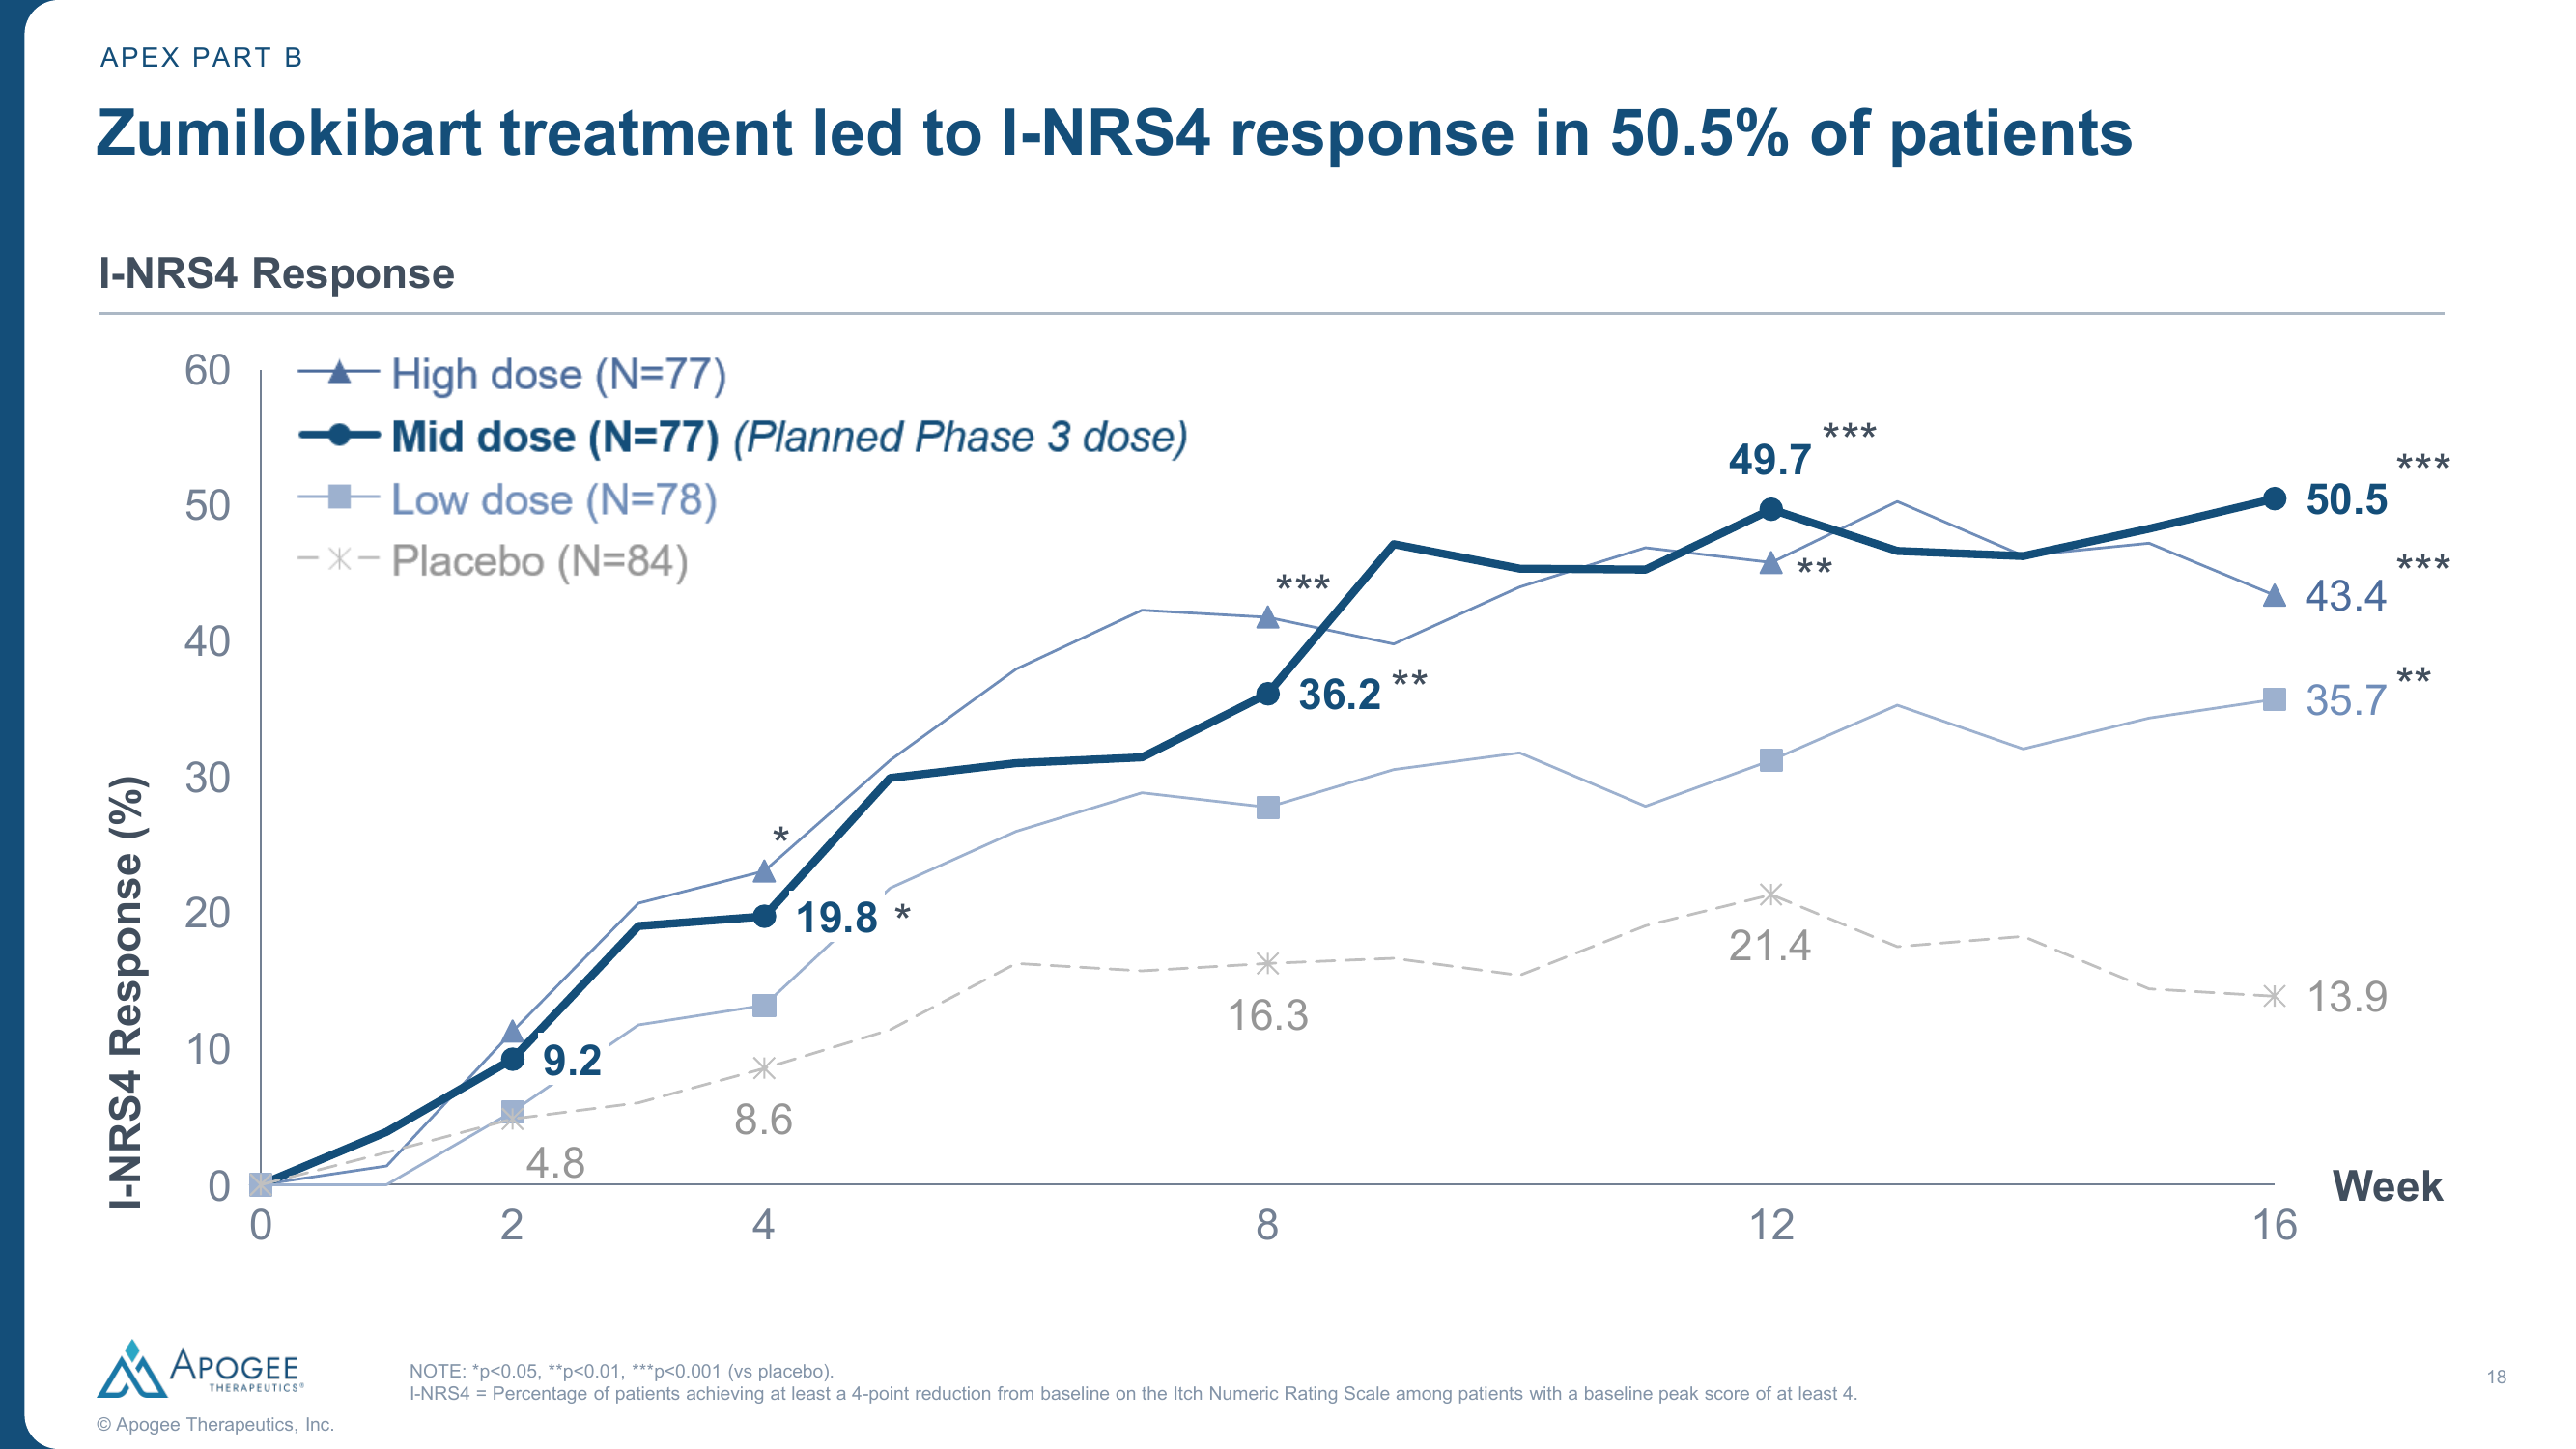 APEX PART B
Zumilokibart treatment led to I-NRS4 response in 50.5% of patients
I-NRS4 Response
High dose (N=77)
Mid dose (N=77) (Planned Phase 3 dose)
Low dose (N=78)
Placebo (N=84)
I-NRS4 Response (%)
60
50
40
30
20
10
0
9.2
4.8
*
19.8 *
8.6
***
36.2 **
16.3
49.7 ***
**
21.4
50.5 ***
43.4 ***
35.7 **
13.9
0 2 4 8 12 16
Week
APOGEE
THERAPEUTICS®
© Apogee Therapeutics, Inc.
NOTE: *p<0.05, **p<0.01, ***p<0.001 (vs placebo).
I-NRS4 = Percentage of patients achieving at least a 4-point reduction from baseline on the Itch Numeric Rating Scale among patients with a baseline peak score of at least 4.
18